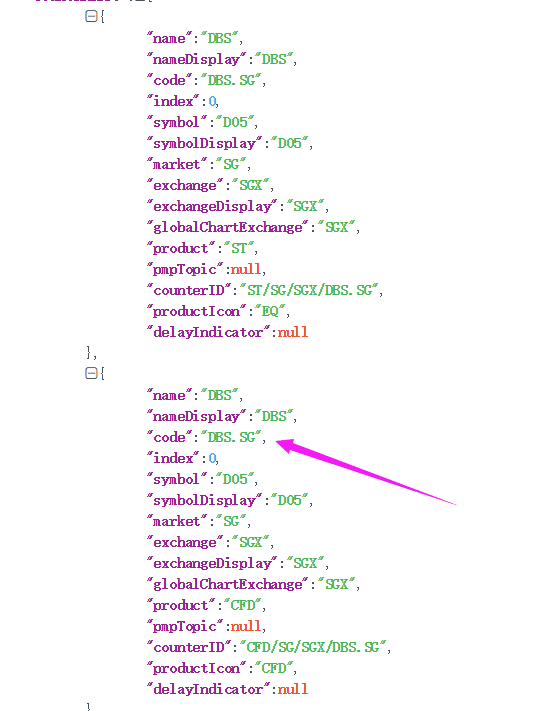 {
"name":"DBS",
"nameDisplay":"DBS",
"code":"DBS.SG",
"index":0,
"symbol":"D05",
"symbolDisplay":"D05",
"market":"SG",
"exchange":"SGX",
"exchangeDisplay":"SGX",
"globalChartExchange":"SGX",
"product":"ST",
"pmpTopic":null,
"counterID":"ST/SG/SGX/DBS.SG",
"productIcon":"EQ",
"delayIndicator":null
},
{
"name":"DBS",
"nameDisplay":"DBS",
"code":"DBS.SG",
"index":0,
"symbol":"D05",
"symbolDisplay":"D05",
"market":"SG",
"exchange":"SGX",
"exchangeDisplay":"SGX",
"globalChartExchange":"SGX",
"product":"CFD",
"pmpTopic":null,
"counterID":"CFD/SG/SGX/DBS.SG",
"productIcon":"CFD",
"delayIndicator":null
}